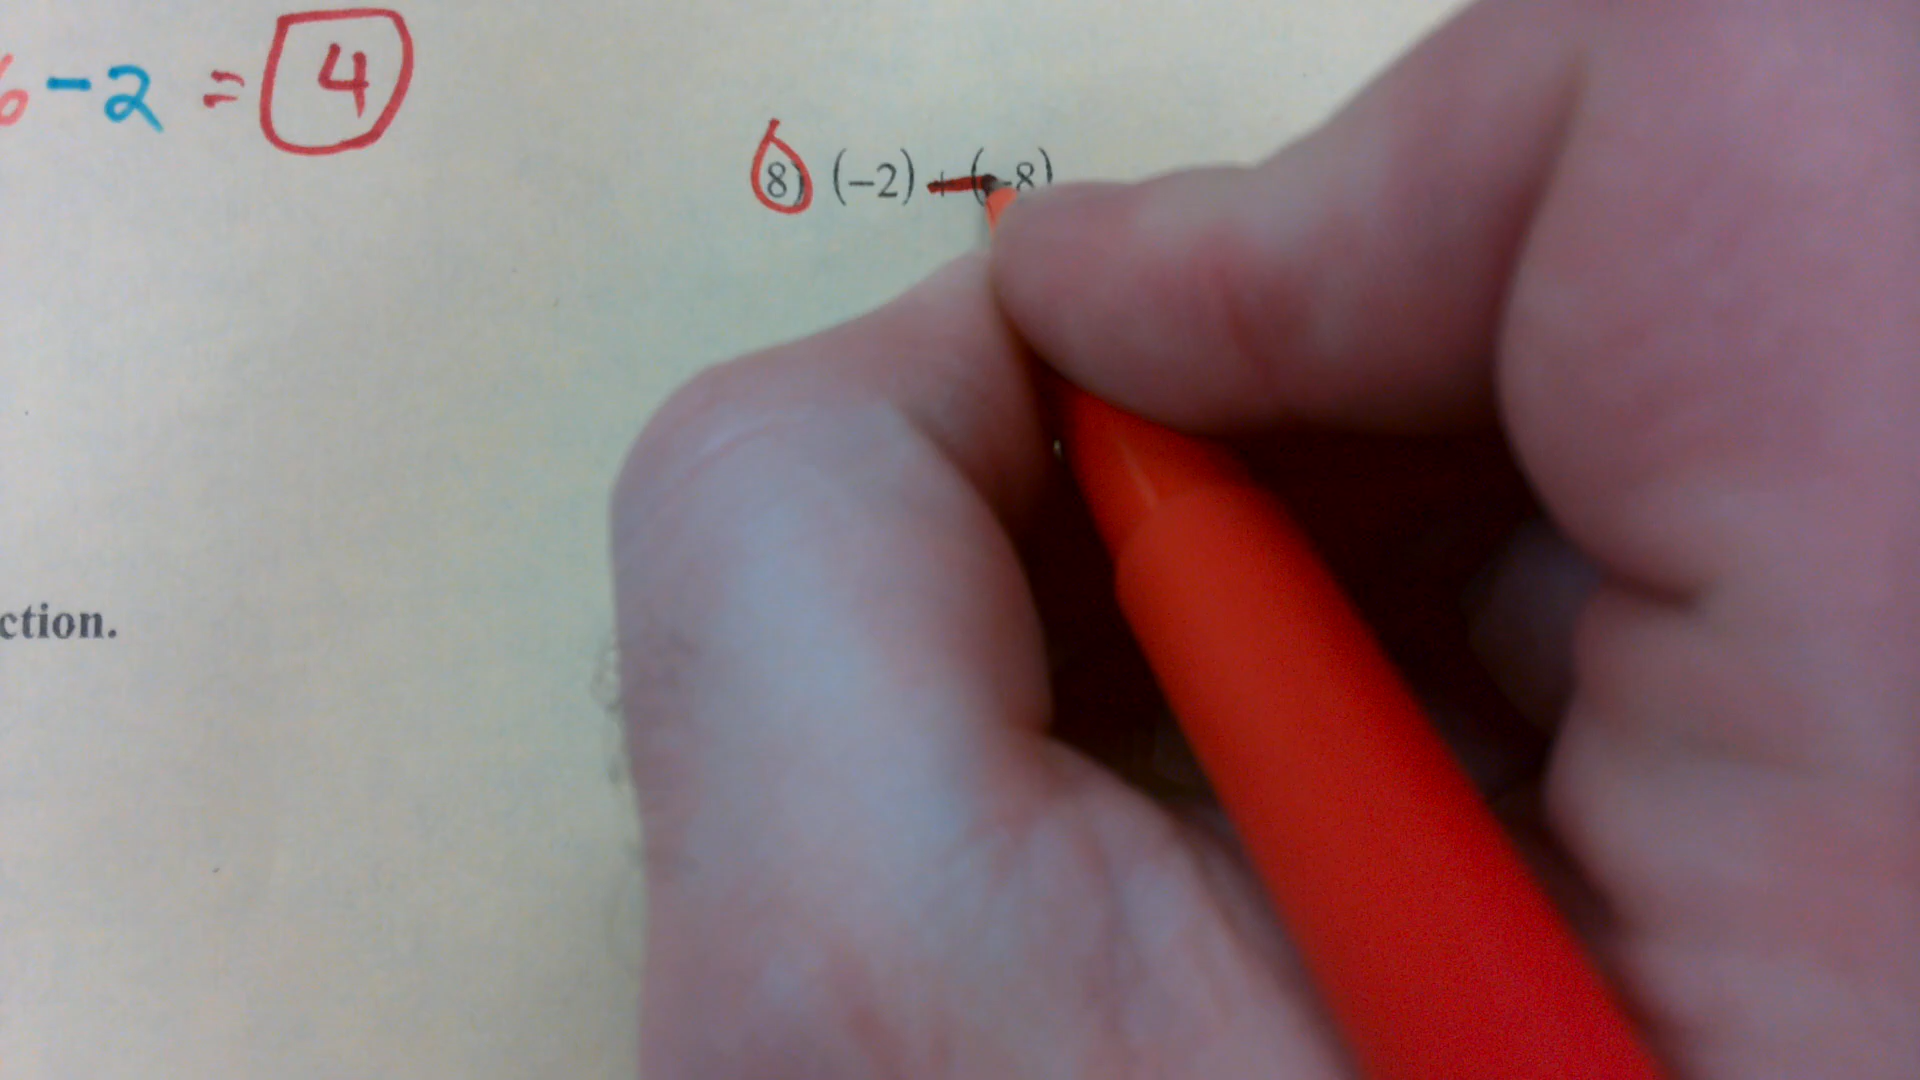 6-2 = 4
8) (−2) + (−8)
ction.